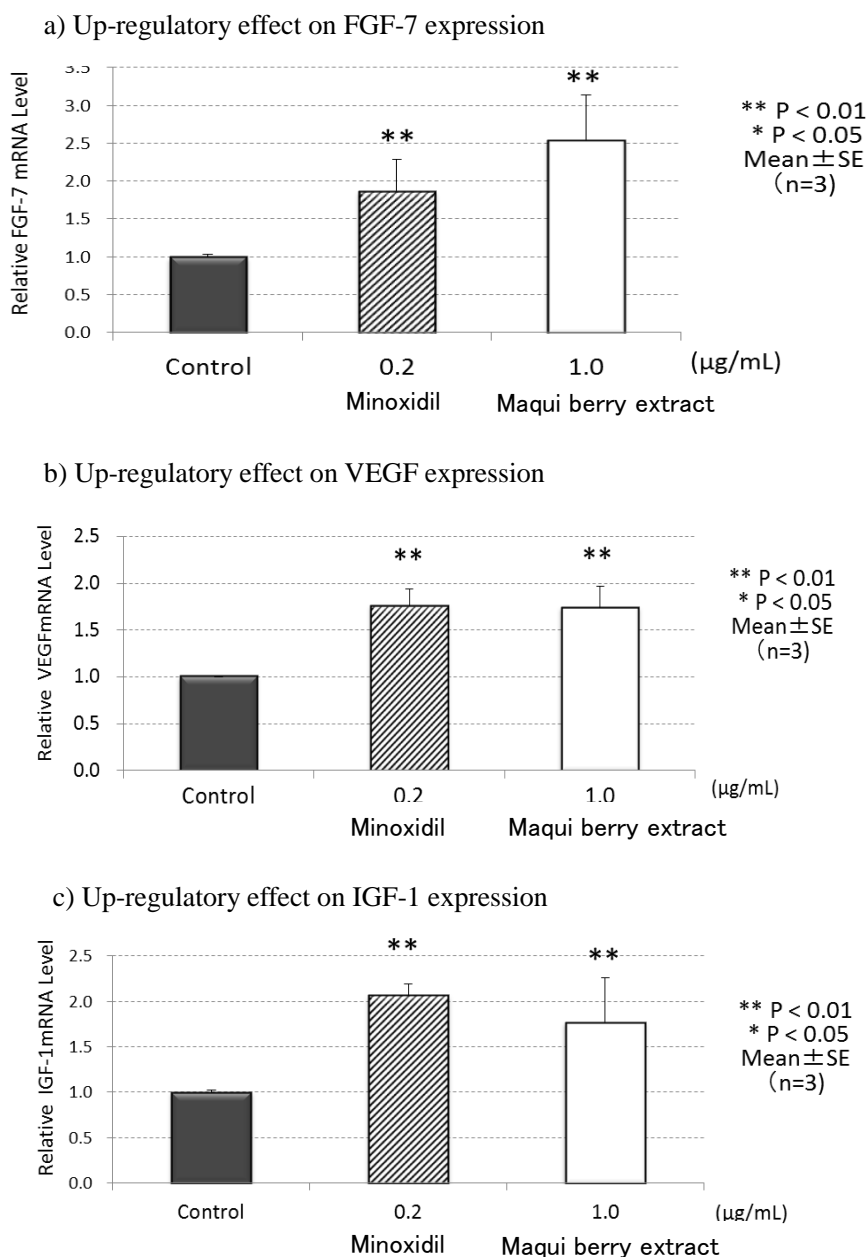 a) Up-regulatory effect on FGF-7 expression
Relative FGF-7 mRNA Level
3.5
3.0
2.5
2.0
1.5
1.0
0.5
0.0
**
**
** P < 0.01
* P < 0.05
Mean±SE
(n=3)
Control
0.2
1.0
(μg/mL)
Minoxidil
Maqui berry extract
b) Up-regulatory effect on VEGF expression
Relative VEGFmRNA Level
2.5
2.0
1.5
1.0
0.5
0.0
**
**
** P < 0.01
* P < 0.05
Mean±SE
(n=3)
Control
0.2
1.0
(μg/mL)
Minoxidil
Maqui berry extract
c) Up-regulatory effect on IGF-1 expression
Relative IGF-1mRNA Level
2.5
2.0
1.5
1.0
0.5
0.0
**
**
** P < 0.01
* P < 0.05
Mean±SE
(n=3)
Control
0.2
1.0
(μg/mL)
Minoxidil
Maqui berry extract